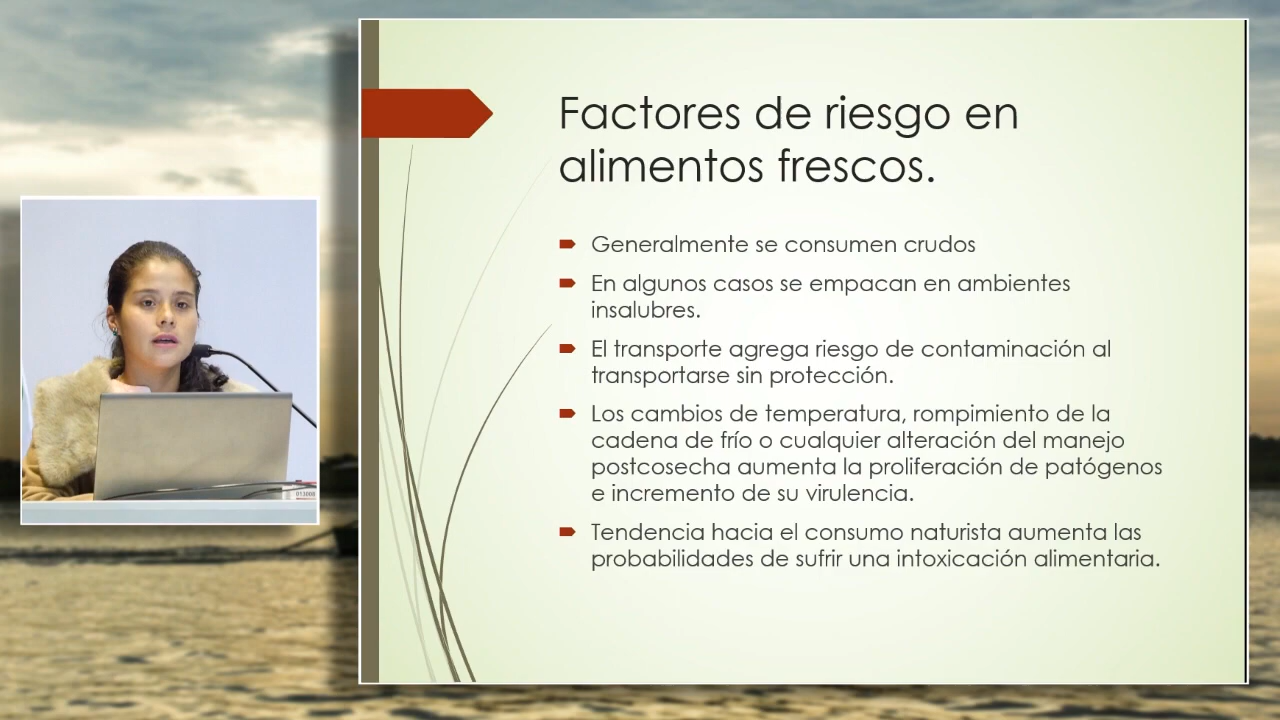 Factores de riesgo en
alimentos frescos.
Generalmente se consumen crudos
En algunos casos se empacan en ambientes
insalubres.
El transporte agrega riesgo de contaminación al
transportarse sin protección.
Los cambios de temperatura, rompimiento de la
cadena de frío o cualquier alteración del manejo
postcosecha aumenta la proliferación de patógenos
e incremento de su virulencia.
Tendencia hacia el consumo naturista aumenta las
probabilidades de sufrir una intoxicación alimentaria.